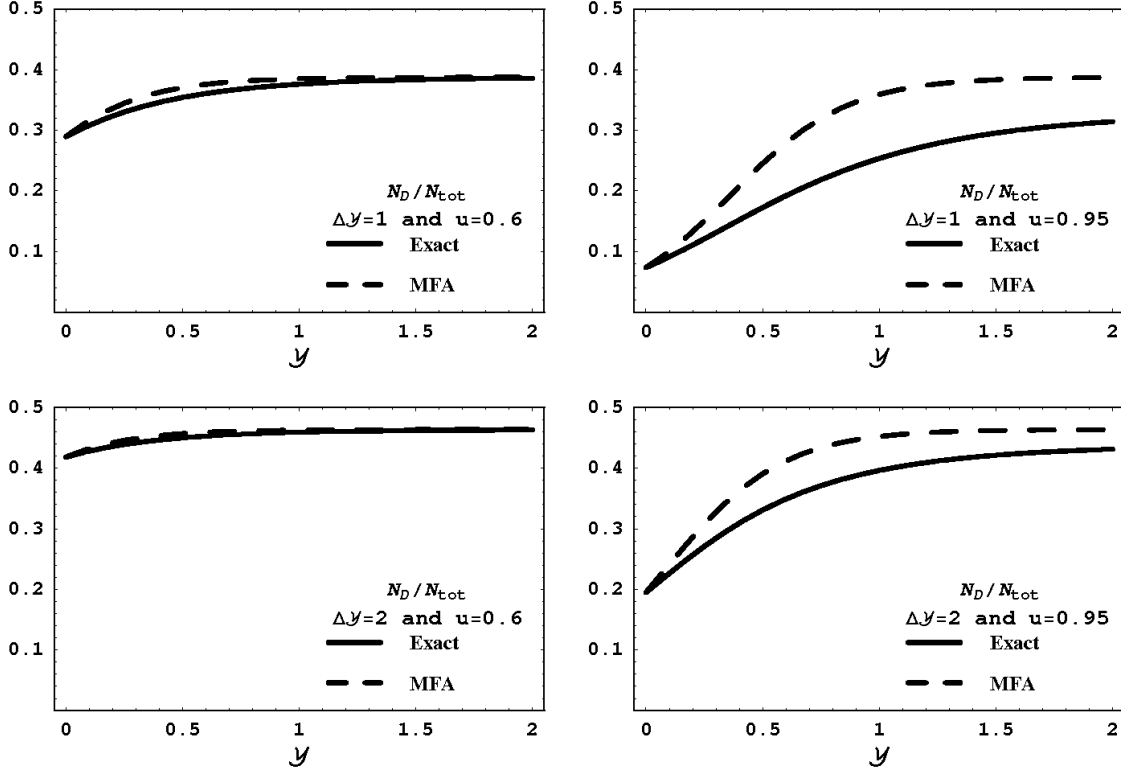 0.5
0.4
0.3
0.2
0.1
N_D/N_tot
Δ𝒴=1 and u=0.6
Exact
MFA
0 0.5 1 1.5 2
𝒴
0.5
0.4
0.3
0.2
0.1
N_D/N_tot
Δ𝒴=1 and u=0.95
Exact
MFA
0 0.5 1 1.5 2
𝒴
0.5
0.4
0.3
0.2
0.1
N_D/N_tot
Δ𝒴=2 and u=0.6
Exact
MFA
0 0.5 1 1.5 2
𝒴
0.5
0.4
0.3
0.2
0.1
N_D/N_tot
Δ𝒴=2 and u=0.95
Exact
MFA
0 0.5 1 1.5 2
𝒴